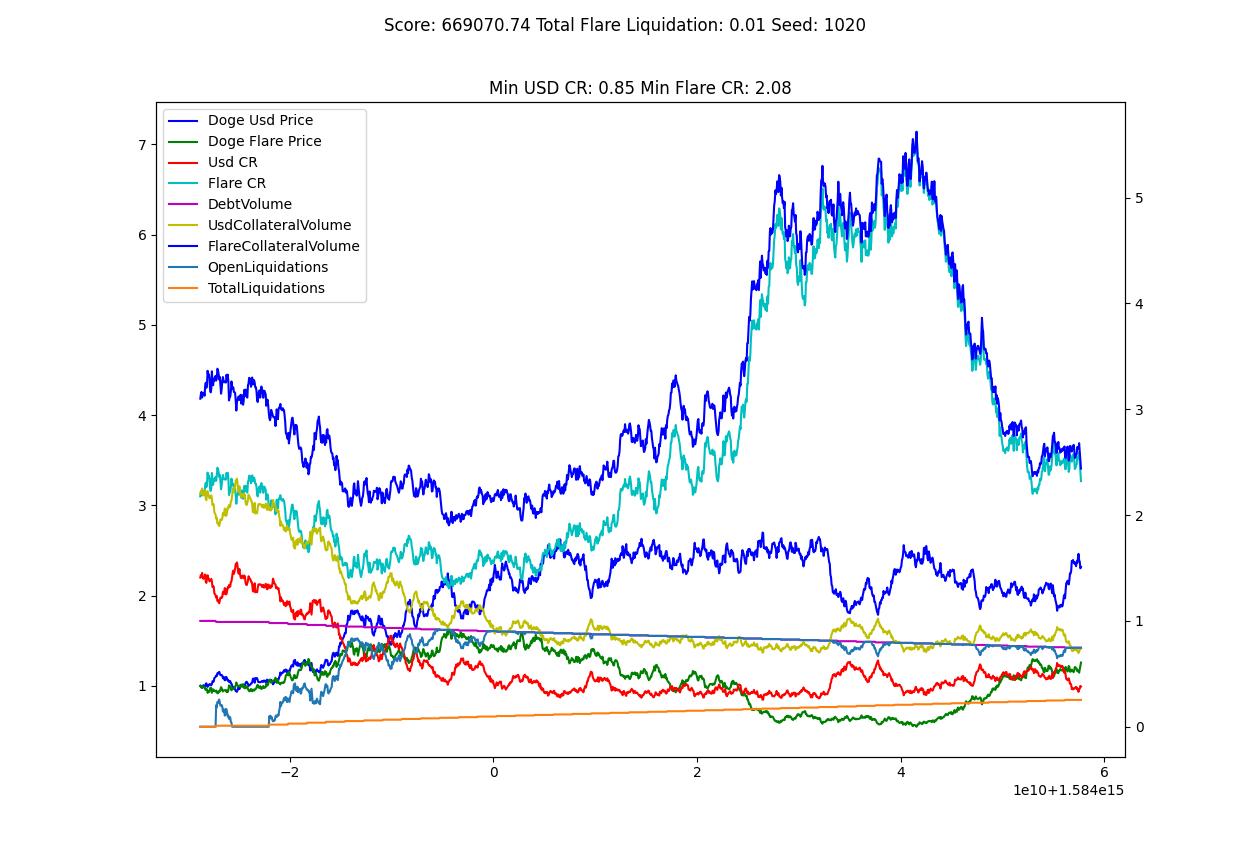 Score: 669070.74 Total Flare Liquidation: 0.01 Seed: 1020
Min USD CR: 0.85 Min Flare CR: 2.08
Doge Usd Price
Doge Flare Price
Usd CR
Flare CR
DebtVolume
UsdCollateralVolume
FlareCollateralVolume
OpenLiquidations
TotalLiquidations
7
6
5
4
3
2
1
5
4
3
2
1
0
−2
0
2
4
6
1e10+1.584e15